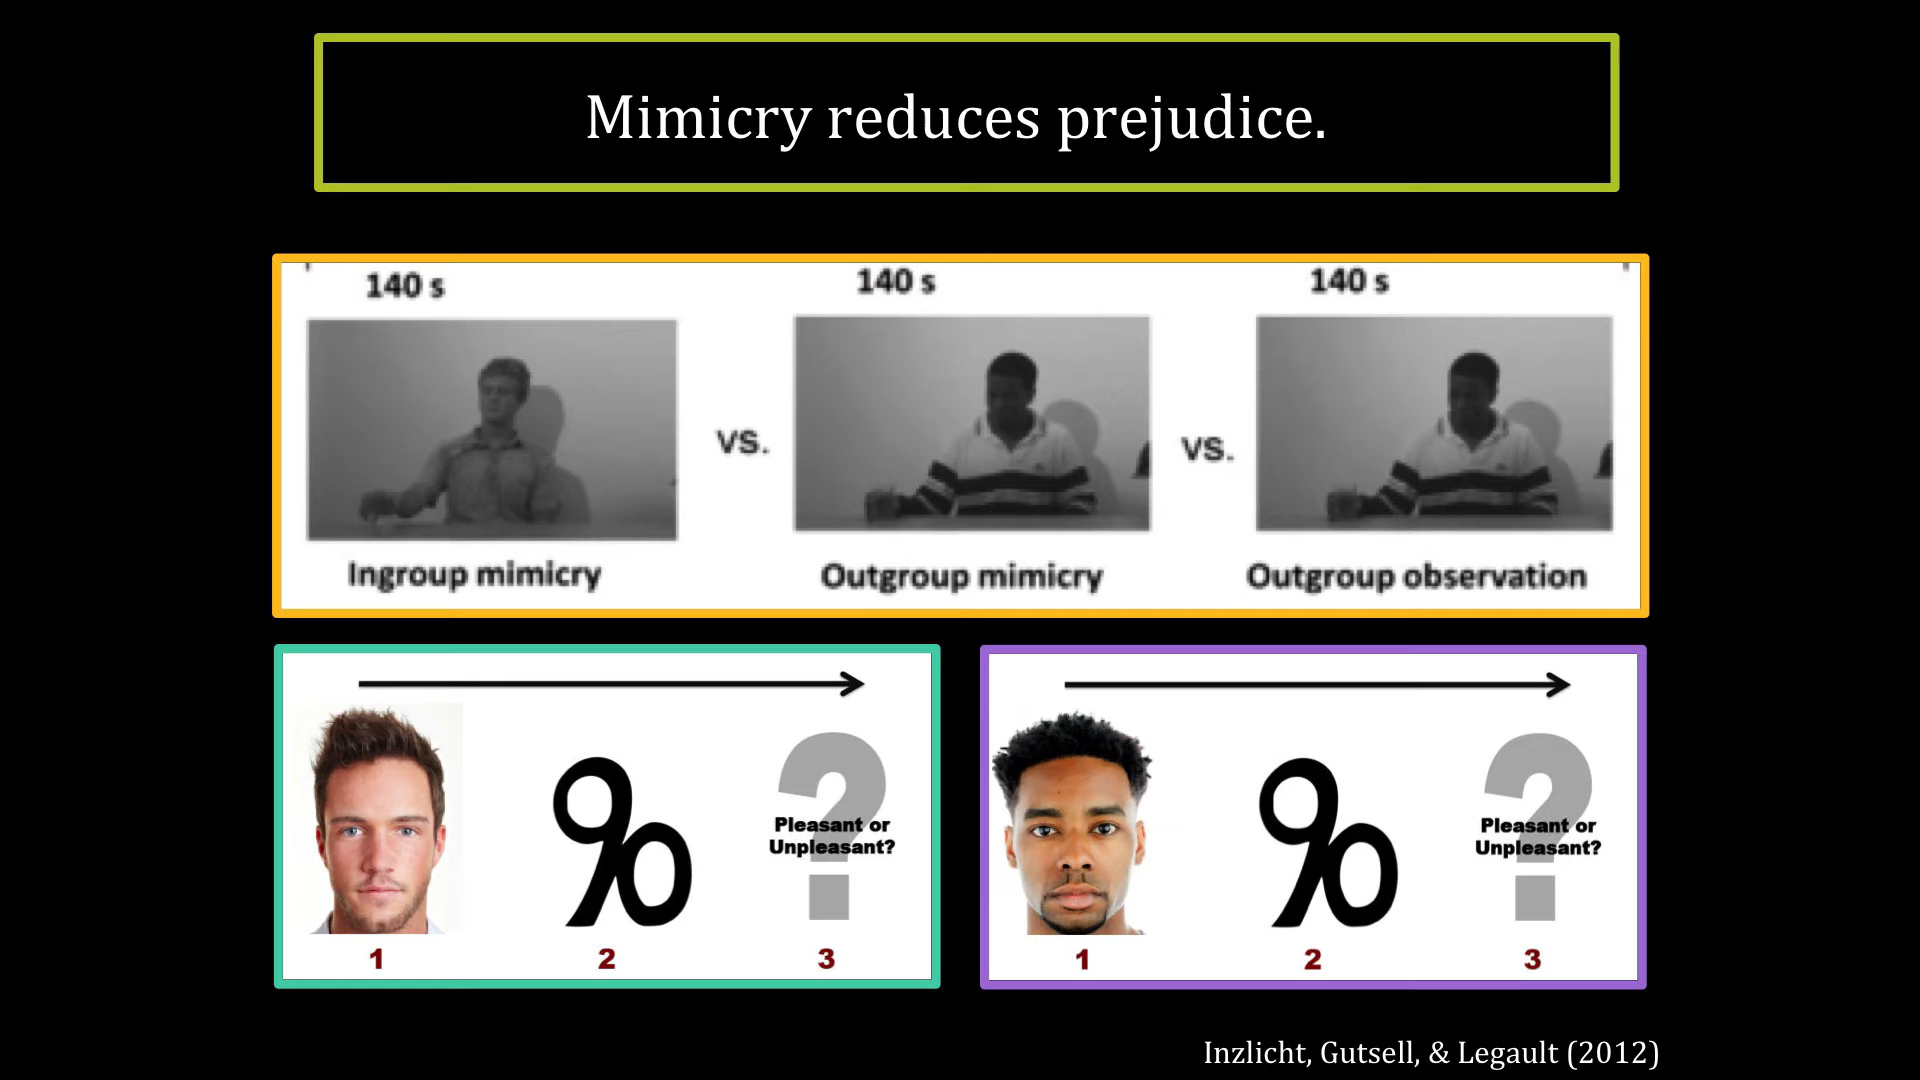 Mimicry reduces prejudice.
140 s
140 s
140 s
vs.
vs.
Ingroup mimicry
Outgroup mimicry
Outgroup observation
Pleasant or
Unpleasant?
1
2
3
Pleasant or
Unpleasant?
1
2
3
Inzlicht, Gutsell, & Legault (2012)